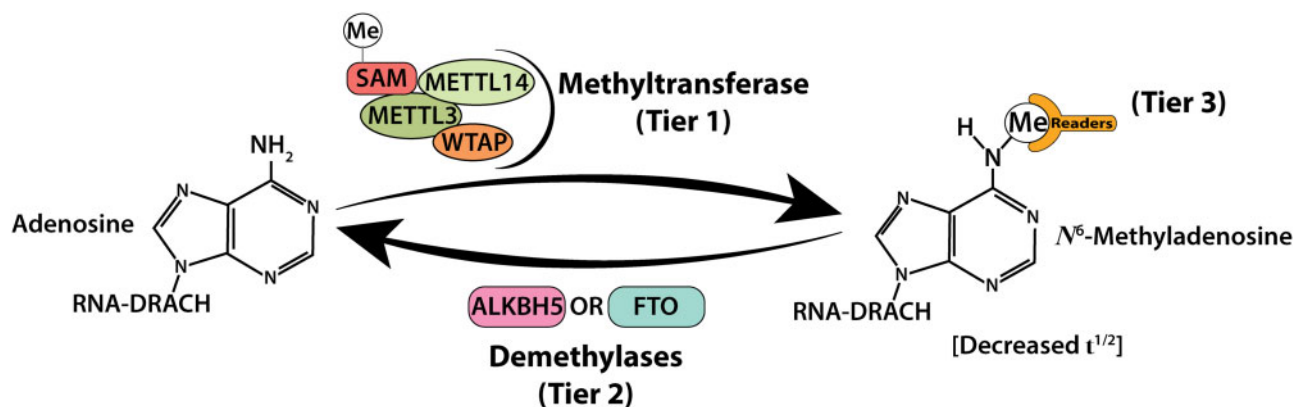 Me
SAM
METTL14
METTL3
WTAP
Methyltransferase
(Tier 1)
(Tier 3)
H
Me
Readers
N
NH₂
N
N
N
N
Adenosine
RNA-DRACH
N
N
N
N
N⁶-Methyladenosine
RNA-DRACH
[Decreased t¹/²]
ALKBH5 OR FTO
Demethylases
(Tier 2)